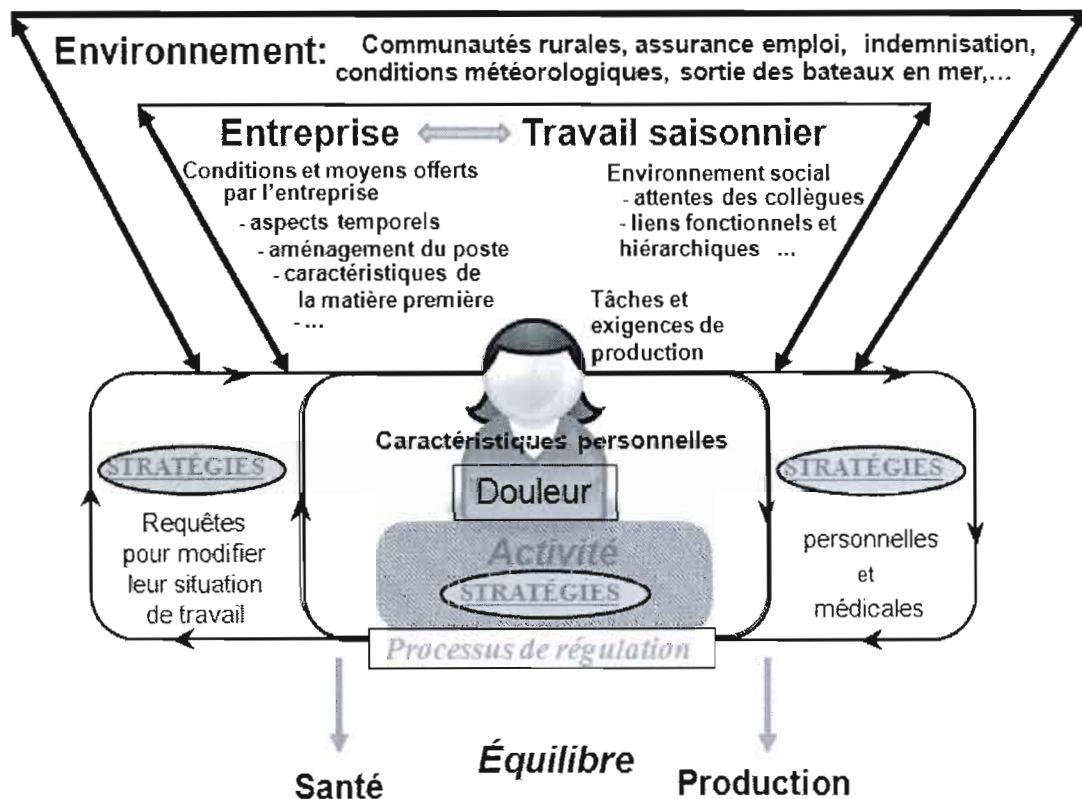 Environnement: Communautés rurales, assurance emploi, indemnisation,
conditions météorologiques, sortie des bateaux en mer,...
Entreprise Travail saisonnier
Conditions et moyens offerts
par l'entreprise
- aspects temporels
- aménagement du poste
- caractéristiques de
la matière première
- ...
Environnement social
- attentes des collègues
- liens fonctionnels et
hiérarchiques ...
Tâches et
exigences de
production
Caractéristiques personnelles
Douleur
Activité
STRATÉGIES
Processus de régulation
STRATÉGIES
Requêtes
pour modifier
leur situation
de travail
STRATÉGIES
personnelles
et
médicales
Équilibre
Santé
Production